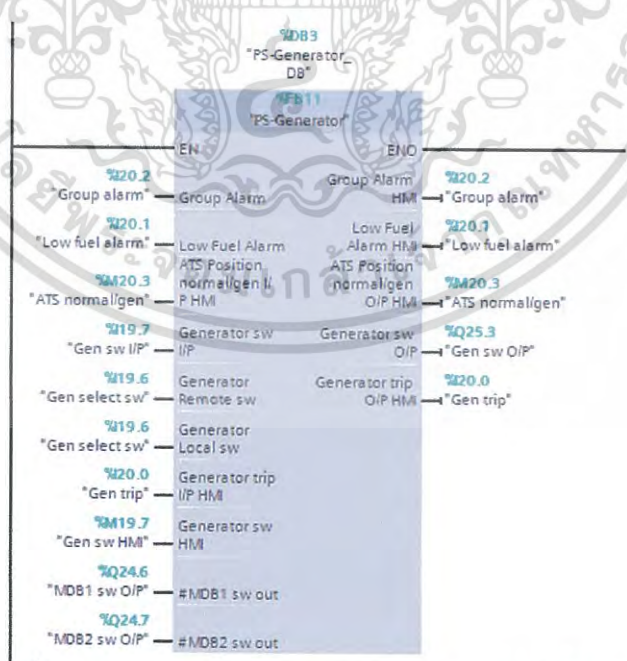 %DB3
"PS-Generator_
DB"
%FB11
"PS-Generator"
EN
ENO
%I20.2
"Group alarm"
Group Alarm
Group Alarm
HMI
%I20.2
"Group alarm"
%I20.1
"Low fuel alarm"
Low Fuel Alarm
Low Fuel
Alarm HMI
%I20.1
"Low fuel alarm"
%M20.3
"ATS normal/gen"
ATS Position
normal/gen I/
P HMI
ATS Position
normal/gen
O/P HMI
%M20.3
"ATS normal/gen"
%I19.7
"Gen sw I/P"
Generator sw
I/P
Generator sw
O/P
%Q25.3
"Gen sw O/P"
%I19.6
"Gen select sw"
Generator
Remote sw
Generator trip
O/P HMI
%I20.0
"Gen trip"
%I19.6
"Gen select sw"
Generator
Local sw
%I20.0
"Gen trip"
Generator trip
I/P HMI
%M19.7
"Gen sw HMI"
Generator sw
HMI
%Q24.6
"MDB1 sw O/P"
#MDB1 sw out
%Q24.7
"MDB2 sw O/P"
#MDB2 sw out